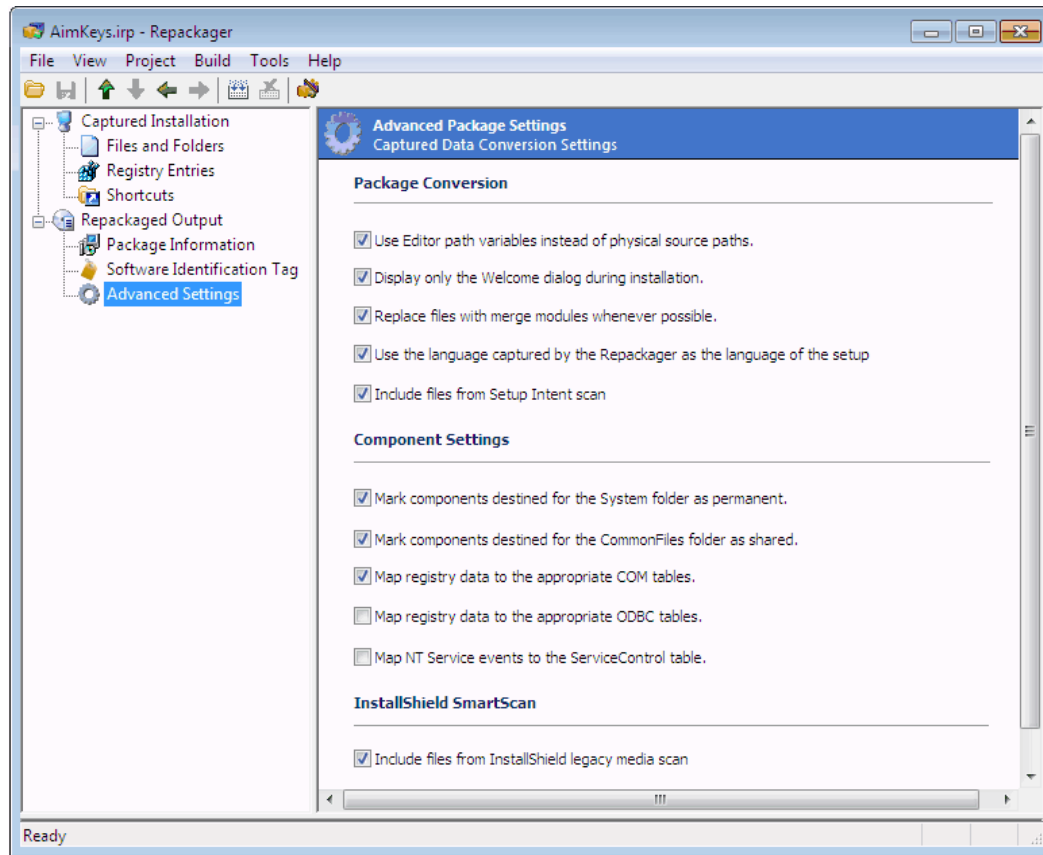 AimKeys.irp - Repackager
File View Project Build Tools Help
Captured Installation
Files and Folders
Registry Entries
Shortcuts
Repackaged Output
Package Information
Software Identification Tag
Advanced Settings
Advanced Package Settings
Captured Data Conversion Settings
Package Conversion
Use Editor path variables instead of physical source paths.
Display only the Welcome dialog during installation.
Replace files with merge modules whenever possible.
Use the language captured by the Repackager as the language of the setup
Include files from Setup Intent scan
Component Settings
Mark components destined for the System folder as permanent.
Mark components destined for the CommonFiles folder as shared.
Map registry data to the appropriate COM tables.
Map registry data to the appropriate ODBC tables.
Map NT Service events to the ServiceControl table.
InstallShield SmartScan
Include files from InstallShield legacy media scan
Ready